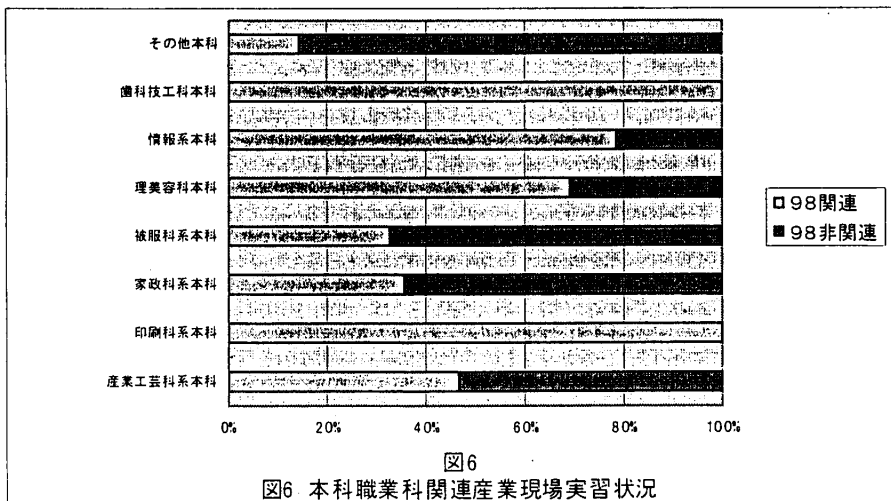 その他本科
歯科技工科本科
情報系本科
理美容科本科
被服科系本科
家政科系本科
印刷科系本科
産業工芸科系本科
0% 20% 40% 60% 80% 100%
98関連
98非関連
図6
図6 本科職業科関連産業現場実習状況